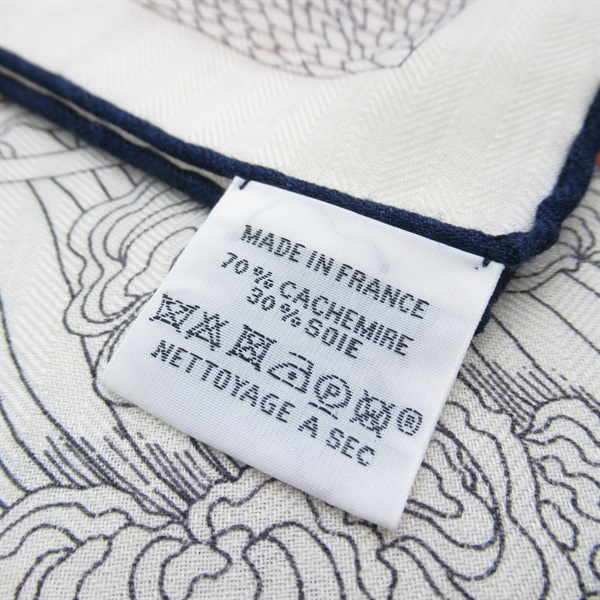 MADE IN FRANCE
70% CACHEMIRE
30% SOIE
P W ®
NETTOYAGE A SEC